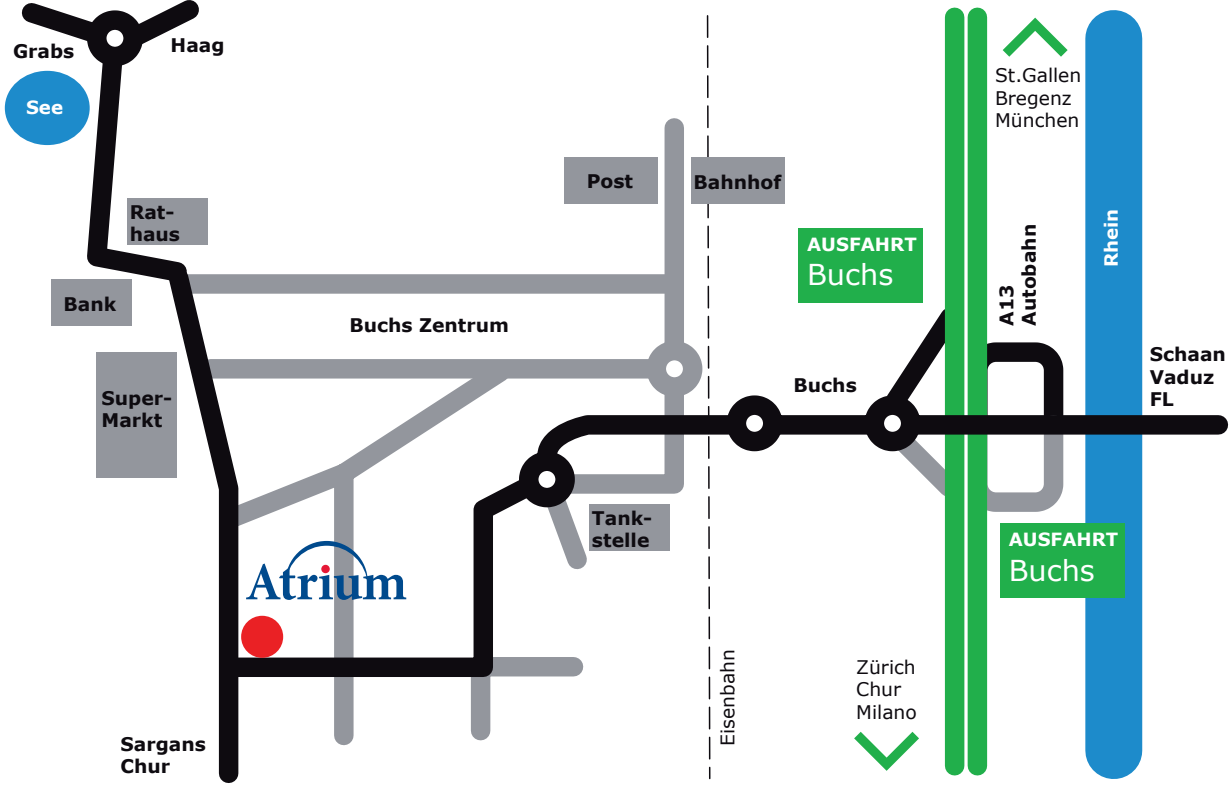 Grabs
Haag
See
St.Gallen
Bregenz
München
Post
Bahnhof
Rat-
haus
AUSFAHRT
Buchs
Rhein
A13
Autobahn
Bank
Buchs Zentrum
Super-
Markt
Buchs
Schaan
Vaduz
FL
Tank-
stelle
AUSFAHRT
Buchs
Atrium
Eisenbahn
Zürich
Chur
Milano
Sargans
Chur